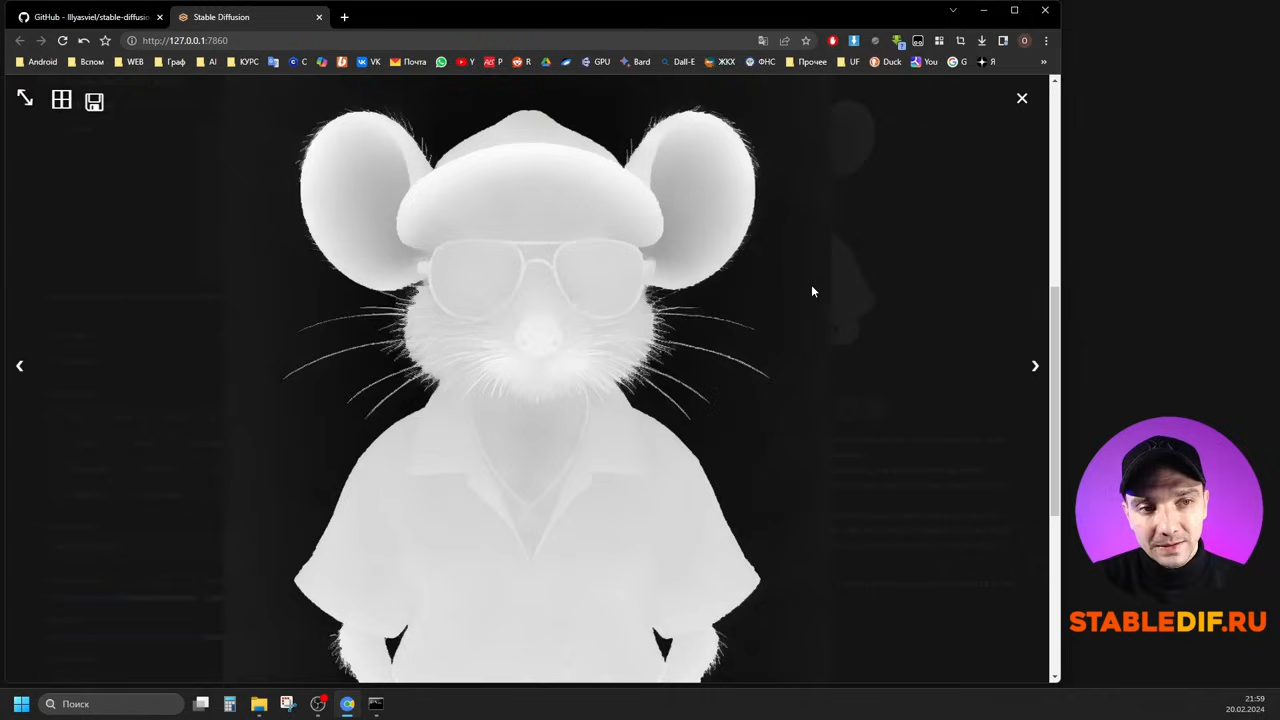 GitHub - lllyasviel/stable-diffusio
Stable Diffusion
http://127.0.0.1:7860
Android
Вспом
WEB
Граф
AI
КУРС
C
VK
Почта
Y
P
R
GPU
Bard
Dall-E
ЖКХ
ФНС
Прочее
UF
Duck
You
G
Я
STABLEDIF.RU
Поиск
21:59
20.02.2024